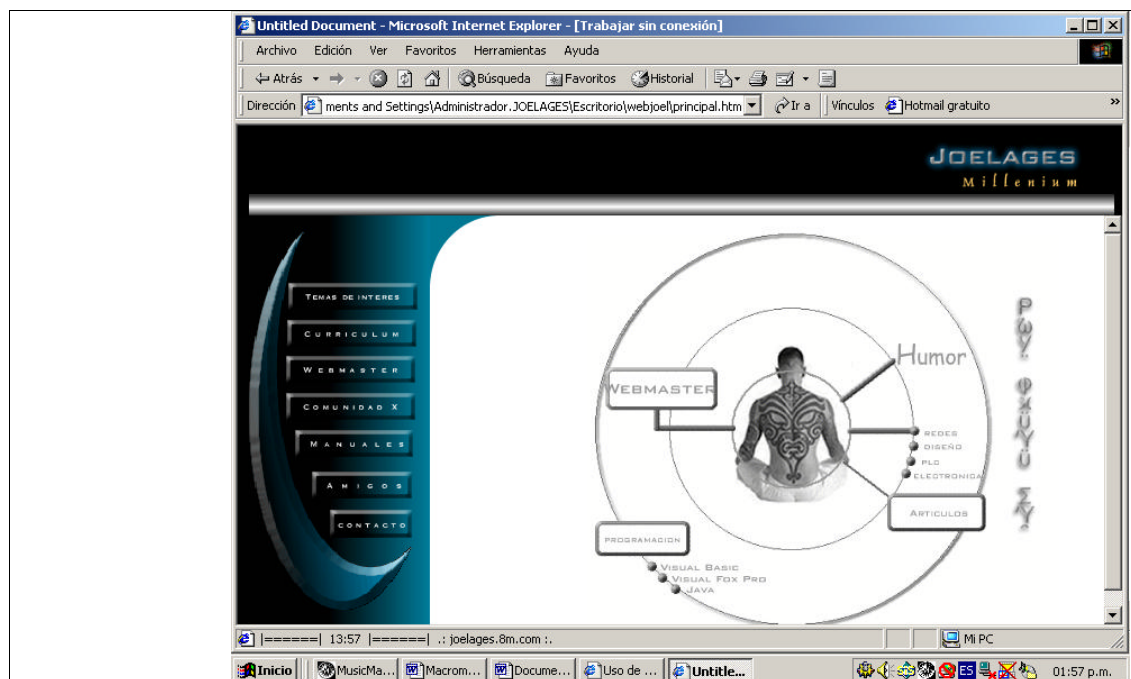 Untitled Document - Microsoft Internet Explorer - [Trabajar sin conexión]
Archivo Edición Ver Favoritos Herramientas Ayuda
Atrás Búsqueda Favoritos Historial
Dirección ments and Settings\Administrador.JOELAGES\Escritorio\webjoel\principal.htm Ir a Vínculos Hotmail gratuito »
JOELAGES
Millenium
TEMAS DE INTERES
CURRICULUM
WEBMASTER
COMUNIDAD X
MANUALES
AMIGOS
CONTACTO
WEBMASTER
Humor
REDES
DISEÑO
PLC
ELECTRONICA
ARTICULOS
PROGRAMACION
VISUAL BASIC
VISUAL FOX PRO
JAVA
|======| 13:57 |======| .: joelages.8m.com :. Mi PC
Inicio MusicMa... Macrom... Docume... Uso de ... Untitle... ES 01:57 p.m.